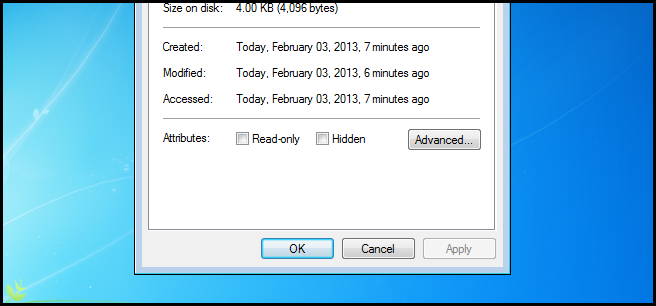 Size on disk: 4.00 KB (4,096 bytes)
Created: Today, February 03, 2013, 7 minutes ago
Modified: Today, February 03, 2013, 6 minutes ago
Accessed: Today, February 03, 2013, 7 minutes ago
Attributes: Read-only Hidden Advanced...
OK Cancel Apply